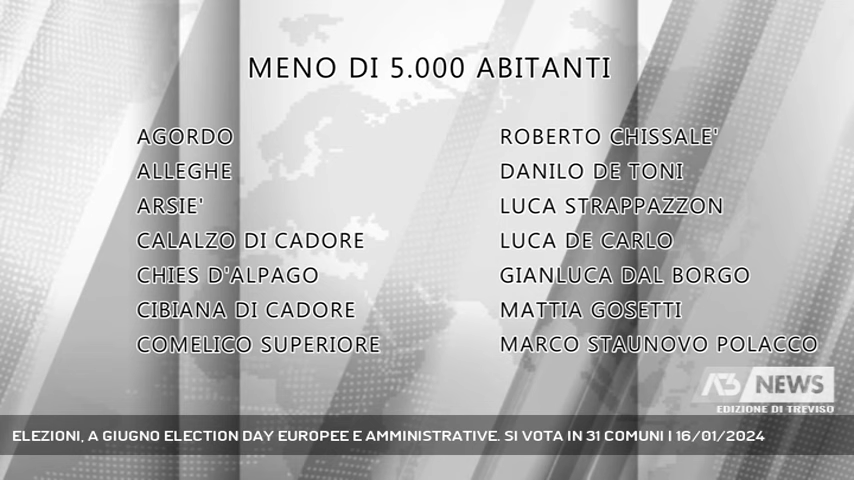 MENO DI 5.000 ABITANTI
AGORDO ROBERTO CHISSALE'
ALLEGHE DANILO DE TONI
ARSIE' LUCA STRAPPAZZON
CALALZO DI CADORE LUCA DE CARLO
CHIES D'ALPAGO GIANLUCA DAL BORGO
CIBIANA DI CADORE MATTIA GOSETTI
COMELICO SUPERIORE MARCO STAUNOVO POLACCO
A3 NEWS
EDIZIONE DI TREVISO
ELEZIONI, A GIUGNO ELECTION DAY EUROPEE E AMMINISTRATIVE. SI VOTA IN 31 COMUNI | 16/01/2024